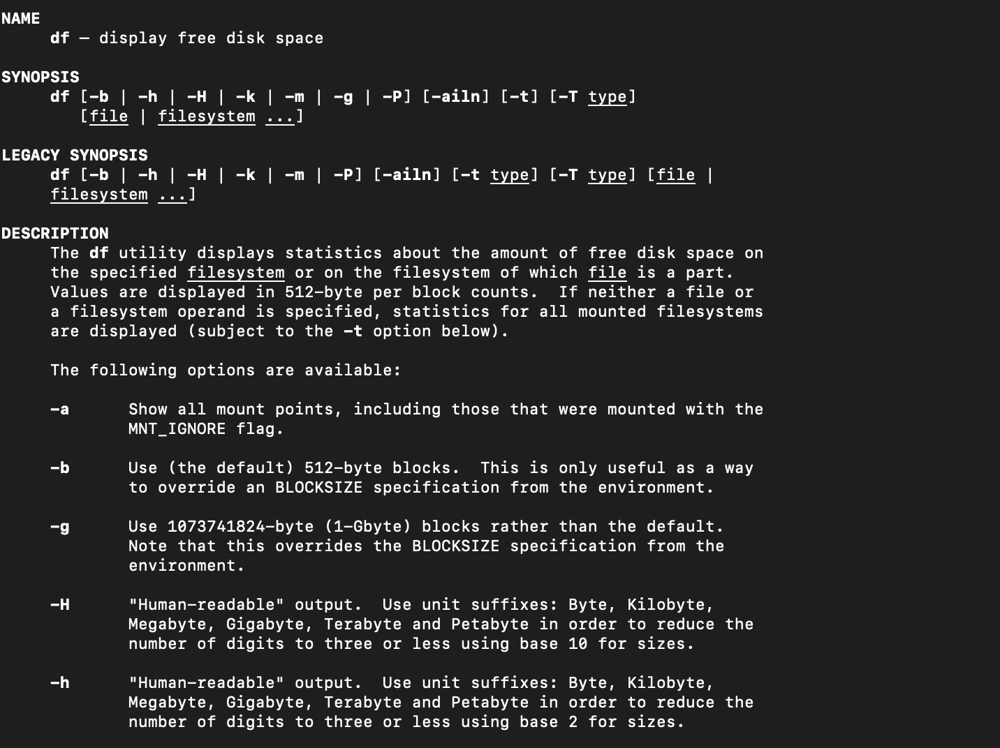 NAME
df – display free disk space
SYNOPSIS
df [-b | -h | -H | -k | -m | -g | -P] [-ailn] [-t] [-T type]
[file | filesystem ...]
LEGACY SYNOPSIS
df [-b | -h | -H | -k | -m | -P] [-ailn] [-t type] [-T type] [file |
filesystem ...]
DESCRIPTION
The df utility displays statistics about the amount of free disk space on
the specified filesystem or on the filesystem of which file is a part.
Values are displayed in 512-byte per block counts.  If neither a file or
a filesystem operand is specified, statistics for all mounted filesystems
are displayed (subject to the -t option below).
The following options are available:
-a Show all mount points, including those that were mounted with the
MNT_IGNORE flag.
-b Use (the default) 512-byte blocks.  This is only useful as a way
to override an BLOCKSIZE specification from the environment.
-g Use 1073741824-byte (1-Gbyte) blocks rather than the default.
Note that this overrides the BLOCKSIZE specification from the
environment.
-H "Human-readable" output.  Use unit suffixes: Byte, Kilobyte,
Megabyte, Gigabyte, Terabyte and Petabyte in order to reduce the
number of digits to three or less using base 10 for sizes.
-h "Human-readable" output.  Use unit suffixes: Byte, Kilobyte,
Megabyte, Gigabyte, Terabyte and Petabyte in order to reduce the
number of digits to three or less using base 2 for sizes.